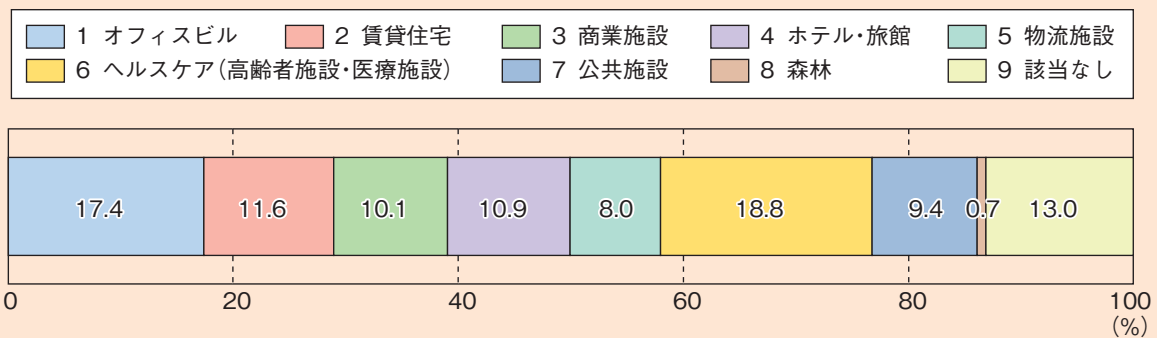 1 オフィスビル 2 賃貸住宅 3 商業施設 4 ホテル・旅館 5 物流施設
6 ヘルスケア（高齢者施設・医療施設） 7 公共施設 8 森林 9 該当なし
17.4 11.6 10.1 10.9 8.0 18.8 9.4 0.7 13.0
0 20 40 60 80 100
(%)